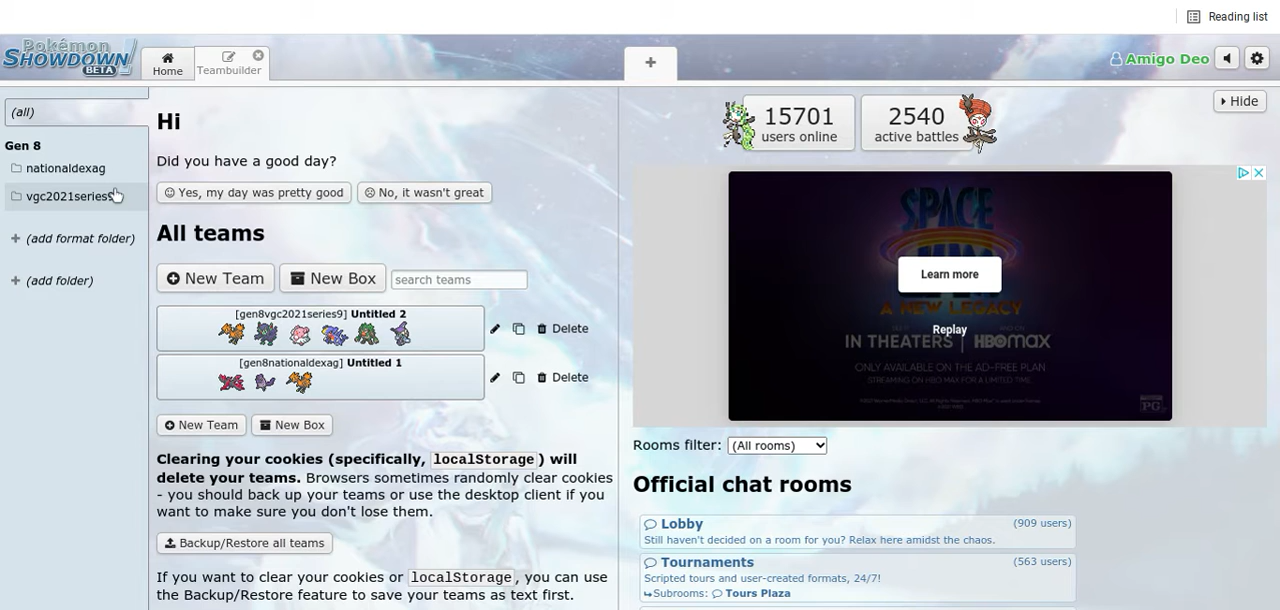 Reading list
Pokémon
SHOWDOWN!
BETA
Home
Teambuilder
+
Amigo Deo
(all)
Gen 8
nationaldexag
vgc2021series9
(add format folder)
(add folder)
Hi
Did you have a good day?
Yes, my day was pretty good
No, it wasn't great
All teams
New Team
New Box
search teams
[gen8vgc2021series9] Untitled 2
Delete
[gen8nationaldexag] Untitled 1
Delete
New Team
New Box
Clearing your cookies (specifically, localStorage) will
delete your teams. Browsers sometimes randomly clear cookies
- you should back up your teams or use the desktop client if you
want to make sure you don't lose them.
Backup/Restore all teams
If you want to clear your cookies or localStorage, you can use
the Backup/Restore feature to save your teams as text first.
15701
users online
2540
active battles
Hide
SPACE
JAM
A NEW LEGACY
Learn more
Replay
IN THEATERS | HBOMAX
ONLY AVAILABLE ON THE AD-FREE PLAN
STREAMING ON HBO MAX FOR A LIMITED TIME
PG
Rooms filter: (All rooms)
Official chat rooms
Lobby (909 users)
Still haven't decided on a room for you? Relax here amidst the chaos.
Tournaments (563 users)
Scripted tours and user-created formats, 24/7!
Subrooms: Tours Plaza